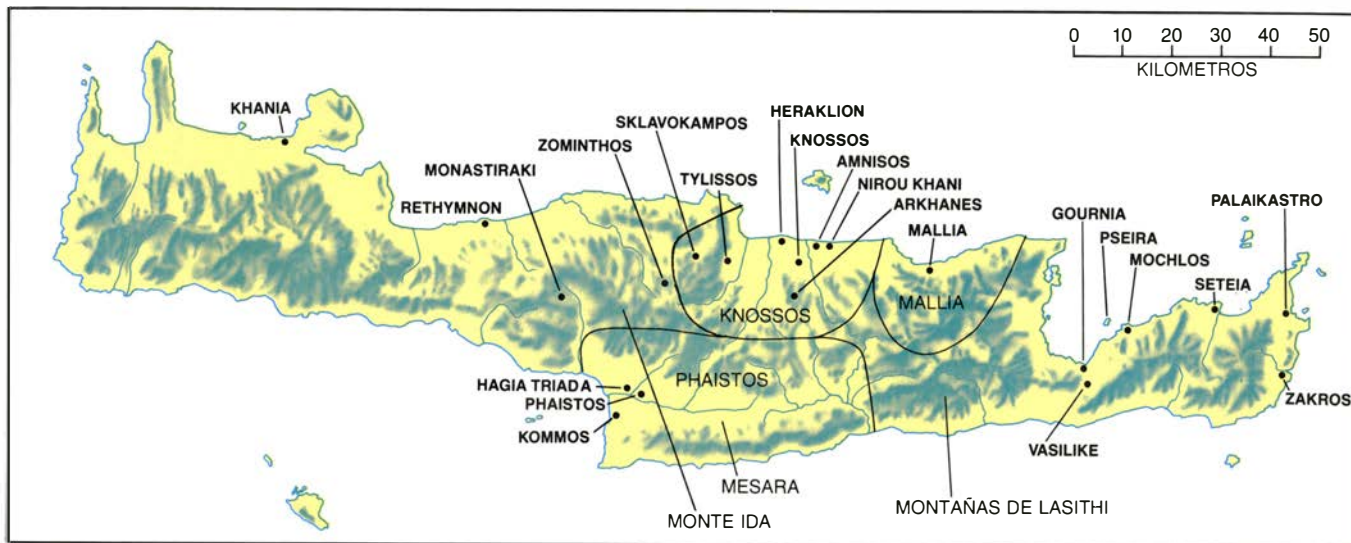 0 10 20 30 40 50
KILOMETROS
KHANIA
HERAKLION
SKLAVOKAMPOS
KNOSSOS
ZOMINTHOS
AMNISOS
MONASTIRAKI
TYLISSOS
NIROU KHANI
ARKHANES
RETHYMNON
GOURNIA
PALAIKASTRO
MALLIA
PSEIRA
MOCHLOS
SETEIA
MALLIA
KNOSSOS
PHAISTOS
HAGIA TRIADA
PHAISTOS
ZAKROS
KOMMOS
VASILIKE
MESARA
MONTAÑAS DE LASITHI
MONTE IDA